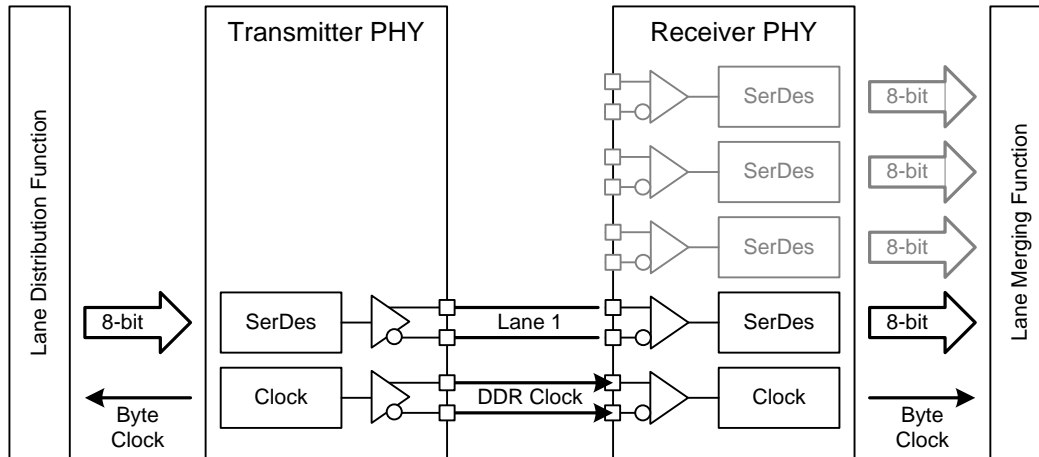 Lane Distribution Function
Transmitter PHY
Receiver PHY
Lane Merging Function
SerDes
8-bit
SerDes
8-bit
SerDes
8-bit
8-bit
SerDes
Lane 1
SerDes
8-bit
Byte
Clock
Clock
DDR Clock
Clock
Byte
Clock